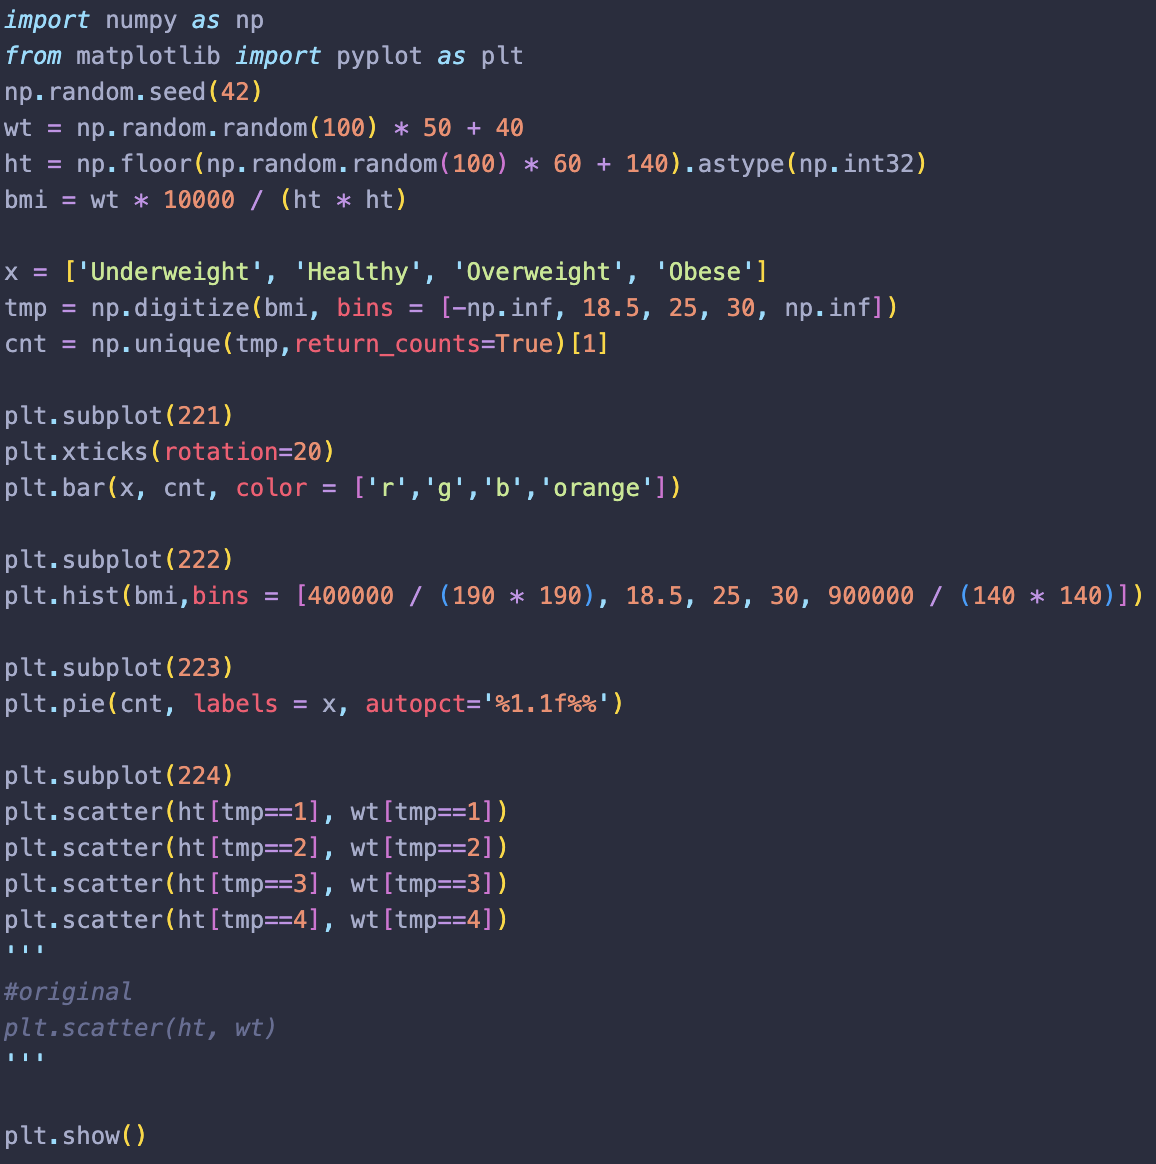 import numpy as np
from matplotlib import pyplot as plt
np.random.seed(42)
wt = np.random.random(100) * 50 + 40
ht = np.floor(np.random.random(100) * 60 + 140).astype(np.int32)
bmi = wt * 10000 / (ht * ht)

x = ['Underweight', 'Healthy', 'Overweight', 'Obese']
tmp = np.digitize(bmi, bins = [-np.inf, 18.5, 25, 30, np.inf])
cnt = np.unique(tmp,return_counts=True)[1]

plt.subplot(221)
plt.xticks(rotation=20)
plt.bar(x, cnt, color = ['r','g','b','orange'])

plt.subplot(222)
plt.hist(bmi,bins = [400000 / (190 * 190), 18.5, 25, 30, 900000 / (140 * 140)])

plt.subplot(223)
plt.pie(cnt, labels = x, autopct='%1.1f%%')

plt.subplot(224)
plt.scatter(ht[tmp==1], wt[tmp==1])
plt.scatter(ht[tmp==2], wt[tmp==2])
plt.scatter(ht[tmp==3], wt[tmp==3])
plt.scatter(ht[tmp==4], wt[tmp==4])
'''
#original
plt.scatter(ht, wt)
'''

plt.show()